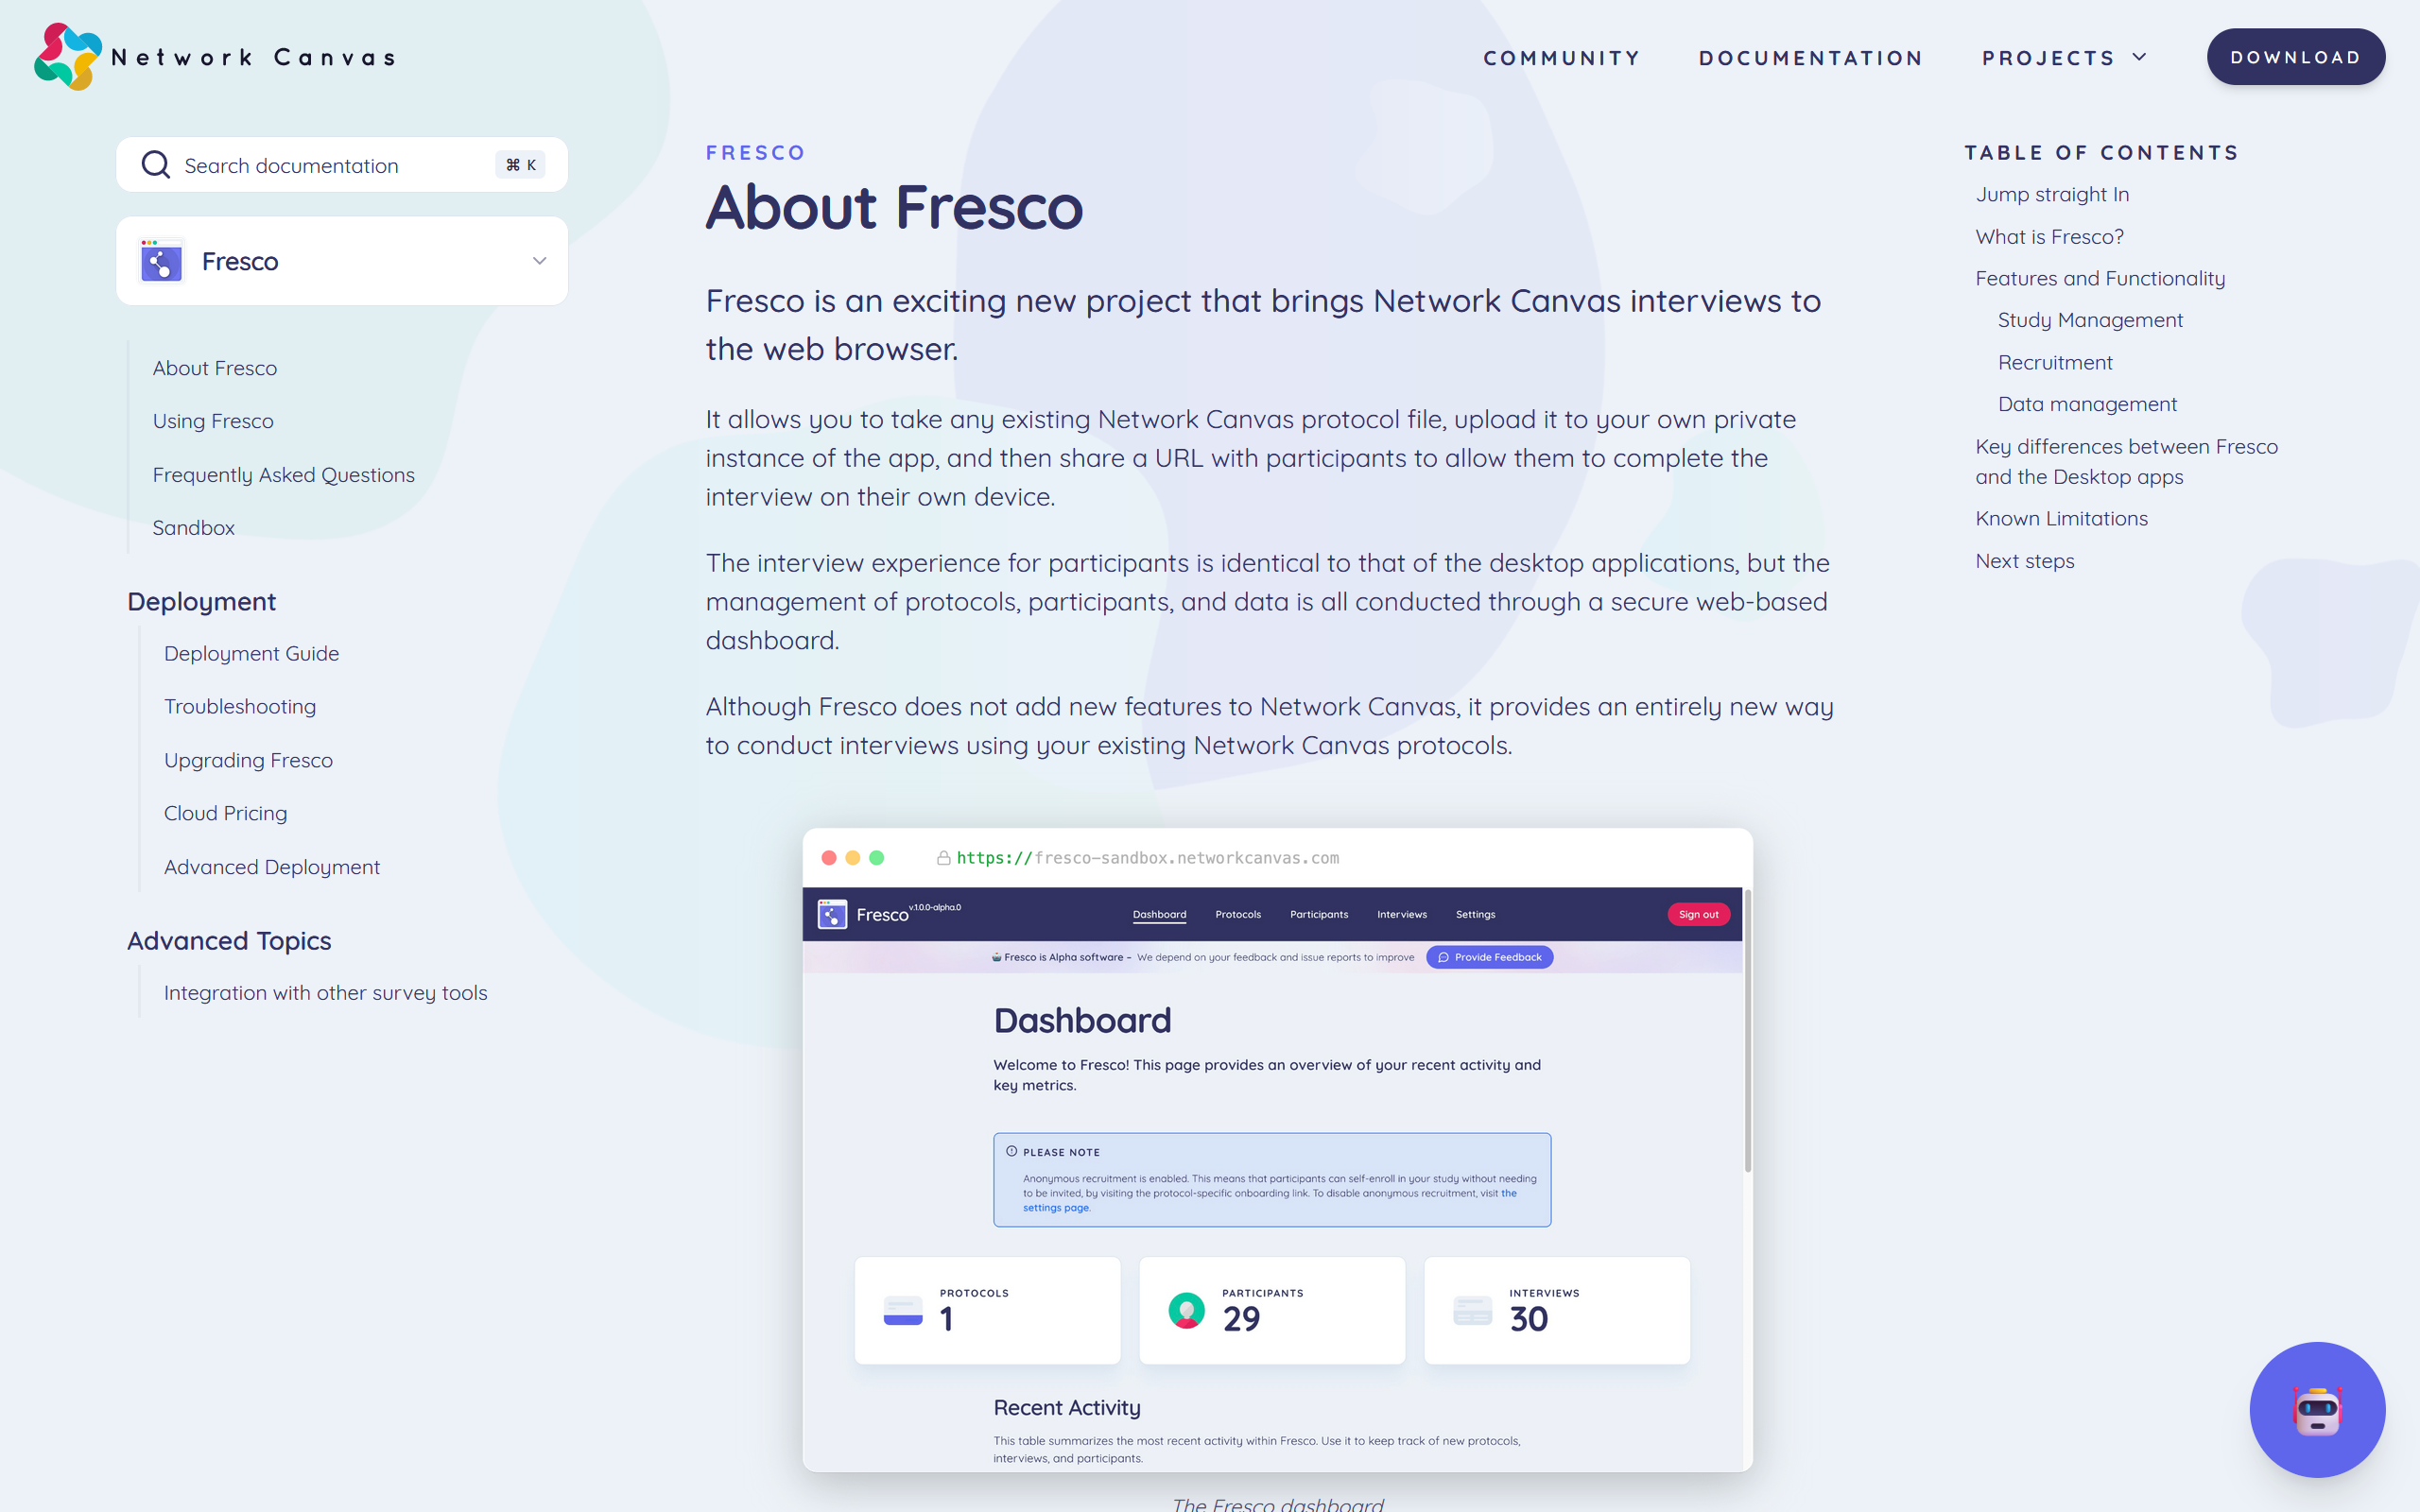 Network Canvas
COMMUNITY
DOCUMENTATION
PROJECTS
DOWNLOAD
Search documentation
⌘ K
Fresco
About Fresco
Using Fresco
Frequently Asked Questions
Sandbox
Deployment
Deployment Guide
Troubleshooting
Upgrading Fresco
Cloud Pricing
Advanced Deployment
Advanced Topics
Integration with other survey tools
FRESCO
About Fresco
Fresco is an exciting new project that brings Network Canvas interviews to
the web browser.
It allows you to take any existing Network Canvas protocol file, upload it to your own private
instance of the app, and then share a URL with participants to allow them to complete the
interview on their own device.
The interview experience for participants is identical to that of the desktop applications, but the
management of protocols, participants, and data is all conducted through a secure web-based
dashboard.
Although Fresco does not add new features to Network Canvas, it provides an entirely new way
to conduct interviews using your existing Network Canvas protocols.
https://fresco-sandbox.networkcanvas.com
Fresco v.1.0.0-alpha.0
Dashboard
Protocols
Participants
Interviews
Settings
Sign out
Fresco is Alpha software – We depend on your feedback and issue reports to improve
Provide Feedback
Dashboard
Welcome to Fresco! This page provides an overview of your recent activity and
key metrics.
PLEASE NOTE
Anonymous recruitment is enabled. This means that participants can self-enroll in your study without needing
to be invited, by visiting the protocol-specific onboarding link. To disable anonymous recruitment, visit the
settings page.
PROTOCOLS
1
PARTICIPANTS
29
INTERVIEWS
30
Recent Activity
This table summarizes the most recent activity within Fresco. Use it to keep track of new protocols,
interviews, and participants.
The Fresco dashboard
TABLE OF CONTENTS
Jump straight In
What is Fresco?
Features and Functionality
Study Management
Recruitment
Data management
Key differences between Fresco
and the Desktop apps
Known Limitations
Next steps